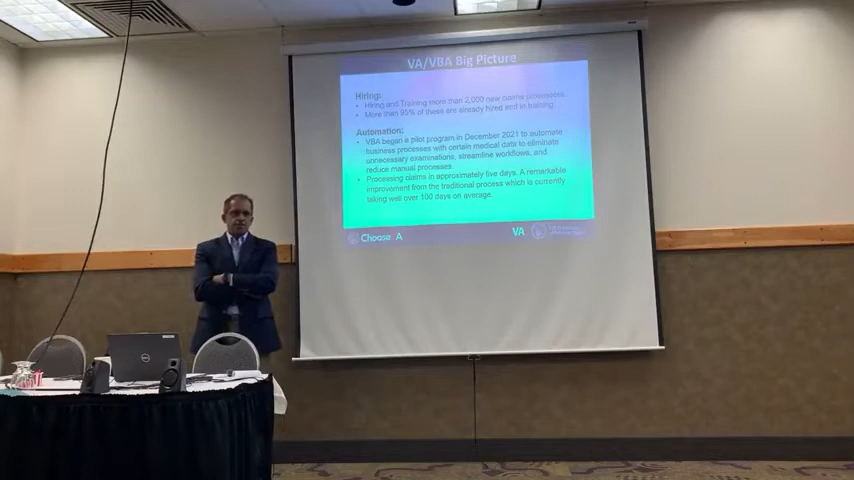 VA/VBA Big Picture
Hiring:
• Hiring and Training more than 2,000 new claims processors.
• More than 95% of these are already hired and in training.
Automation:
• VBA began a pilot program in December 2021 to automate
business processes with certain medical data to eliminate
unnecessary examinations, streamline workflows, and
reduce manual processes.
• Processing claims in approximately five days. A remarkable
improvement from the traditional process which is currently
taking well over 100 days on average.
Choose VA
VA
DELL